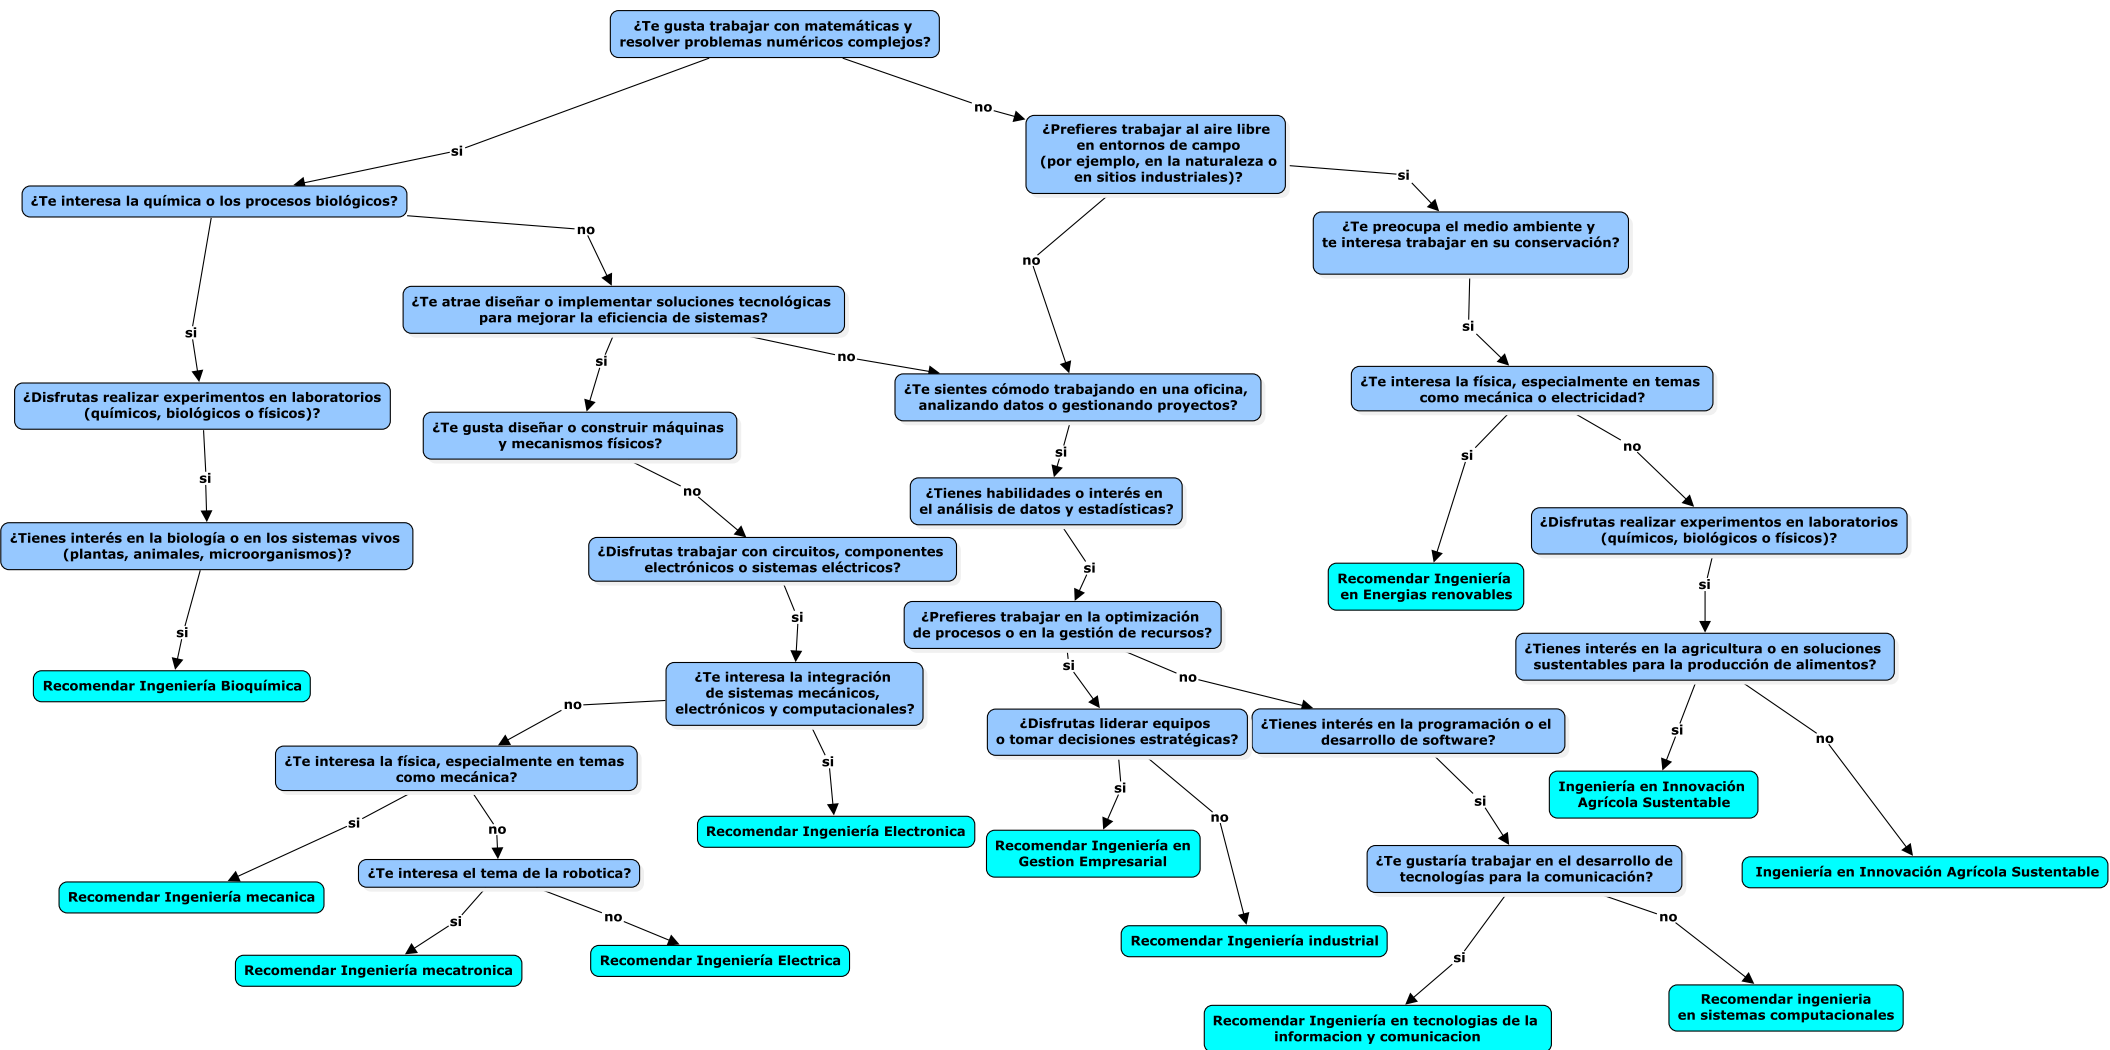 ¿Te gusta trabajar con matemáticas y
resolver problemas numéricos complejos?
no
¿Prefieres trabajar al aire libre
en entornos de campo
(por ejemplo, en la naturaleza o
en sitios industriales)?
si
si
¿Te interesa la química o los procesos biológicos?
no
¿Te preocupa el medio ambiente y
te interesa trabajar en su conservación?
no
¿Te atrae diseñar o implementar soluciones tecnológicas
para mejorar la eficiencia de sistemas?
si
si
si
no
¿Te interesa la física, especialmente en temas
como mecánica o electricidad?
¿Disfrutas realizar experimentos en laboratorios
(químicos, biológicos o físicos)?
¿Te sientes cómodo trabajando en una oficina,
analizando datos o gestionando proyectos?
¿Te gusta diseñar o construir máquinas
y mecanismos físicos?
si
si
no
si
no
¿Tienes habilidades o interés en
el análisis de datos y estadísticas?
¿Disfrutas realizar experimentos en laboratorios
(químicos, biológicos o físicos)?
¿Tienes interés en la biología o en los sistemas vivos
(plantas, animales, microorganismos)?
¿Disfrutas trabajar con circuitos, componentes
electrónicos o sistemas eléctricos?
si
Recomendar Ingeniería
en Energias renovables
si
si
si
¿Prefieres trabajar en la optimización
de procesos o en la gestión de recursos?
¿Tienes interés en la agricultura o en soluciones
sustentables para la producción de alimentos?
Recomendar Ingeniería Bioquímica
¿Te interesa la integración
de sistemas mecánicos,
electrónicos y computacionales?
si
no
no
¿Disfrutas liderar equipos
o tomar decisiones estratégicas?
¿Tienes interés en la programación o el
desarrollo de software?
si
no
¿Te interesa la física, especialmente en temas
como mecánica?
si
si
si
Ingeniería en Innovación
Agrícola Sustentable
si
no
no
Recomendar Ingeniería Electronica
Recomendar Ingeniería en
Gestion Empresarial
¿Te gustaría trabajar en el desarrollo de
tecnologías para la comunicación?
Ingeniería en Innovación Agrícola Sustentable
¿Te interesa el tema de la robotica?
Recomendar Ingeniería mecanica
si
no
no
Recomendar Ingeniería industrial
si
Recomendar Ingeniería mecatronica
Recomendar Ingeniería Electrica
Recomendar ingenieria
en sistemas computacionales
Recomendar Ingeniería en tecnologias de la
informacion y comunicacion